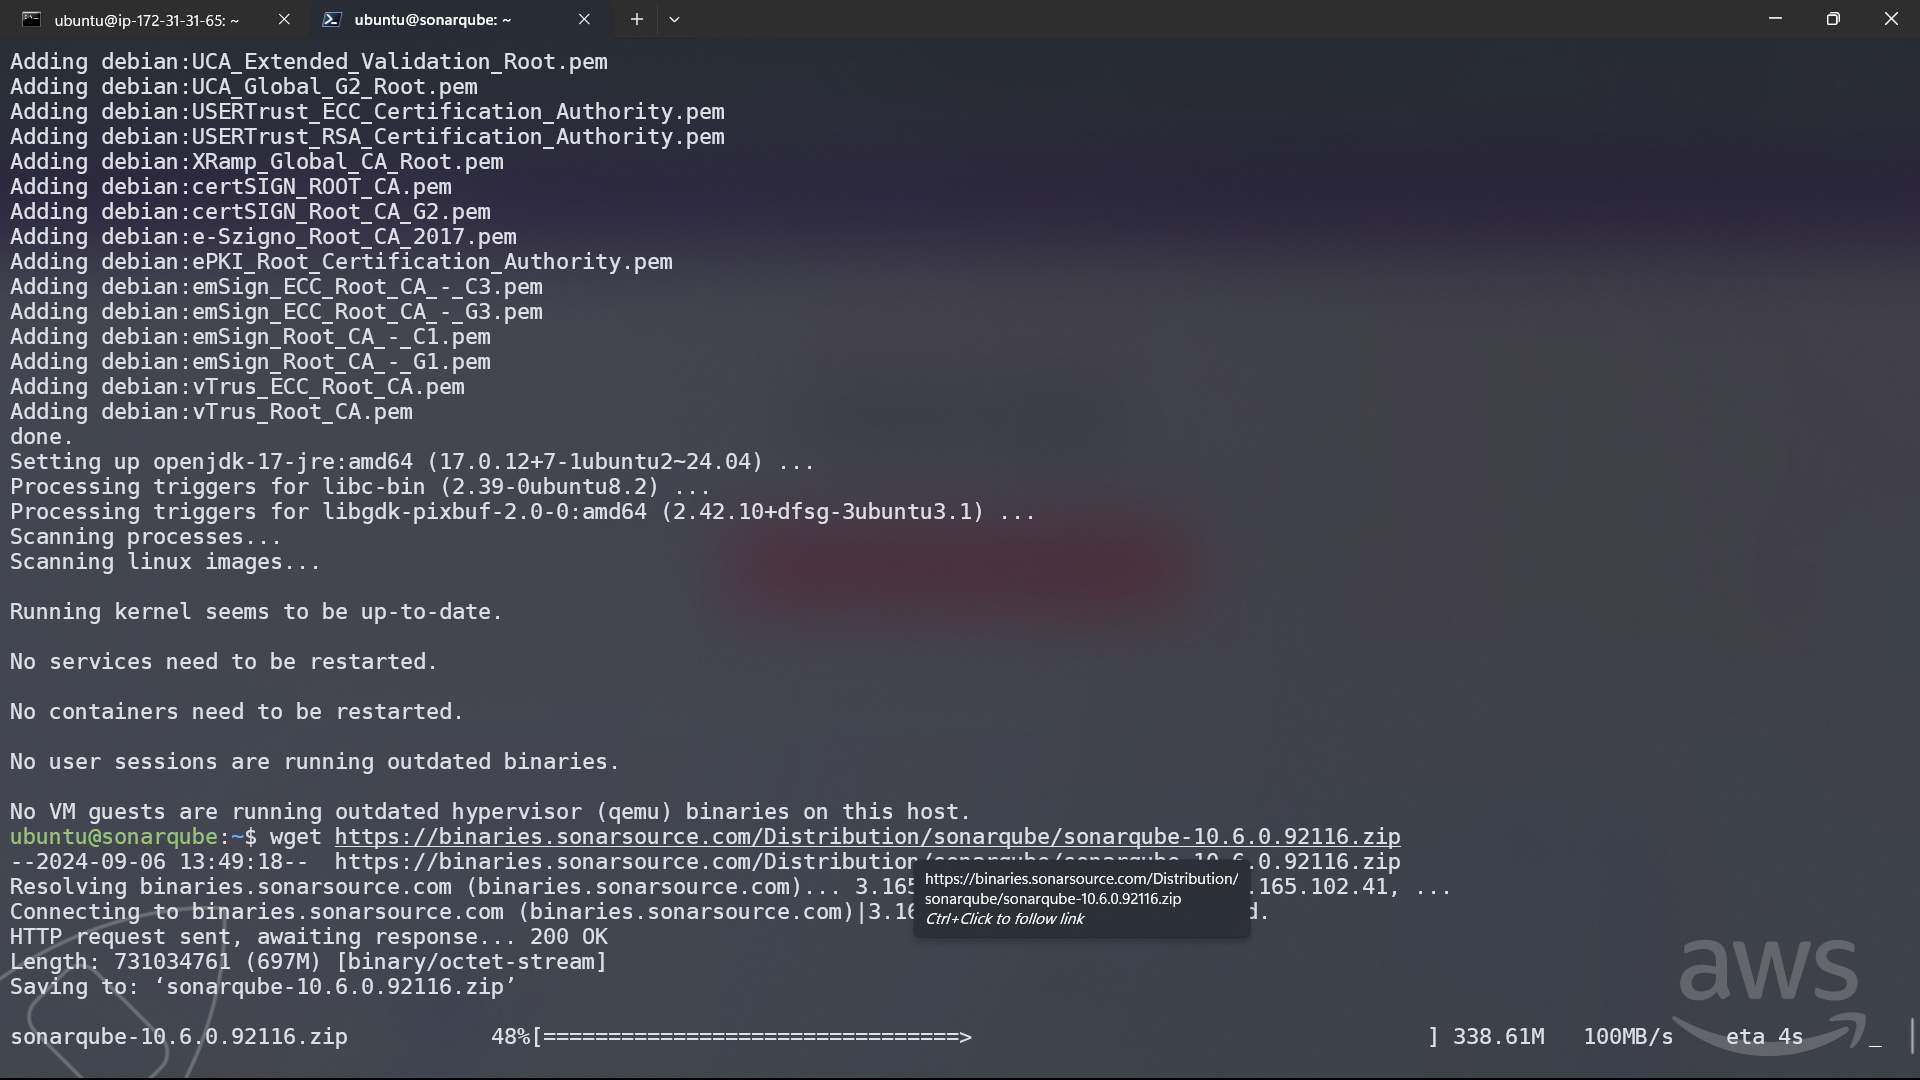 ubuntu@ip-172-31-31-65: ~
ubuntu@sonarqube: ~
Adding debian:UCA_Extended_Validation_Root.pem
Adding debian:UCA_Global_G2_Root.pem
Adding debian:USERTrust_ECC_Certification_Authority.pem
Adding debian:USERTrust_RSA_Certification_Authority.pem
Adding debian:XRamp_Global_CA_Root.pem
Adding debian:certSIGN_ROOT_CA.pem
Adding debian:certSIGN_Root_CA_G2.pem
Adding debian:e-Szigno_Root_CA_2017.pem
Adding debian:ePKI_Root_Certification_Authority.pem
Adding debian:emSign_ECC_Root_CA_-_C3.pem
Adding debian:emSign_ECC_Root_CA_-_G3.pem
Adding debian:emSign_Root_CA_-_C1.pem
Adding debian:emSign_Root_CA_-_G1.pem
Adding debian:vTrus_ECC_Root_CA.pem
Adding debian:vTrus_Root_CA.pem
done.
Setting up openjdk-17-jre:amd64 (17.0.12+7-1ubuntu2~24.04) ...
Processing triggers for libc-bin (2.39-0ubuntu8.2) ...
Processing triggers for libgdk-pixbuf-2.0-0:amd64 (2.42.10+dfsg-3ubuntu3.1) ...
Scanning processes...
Scanning linux images...
Running kernel seems to be up-to-date.
No services need to be restarted.
No containers need to be restarted.
No user sessions are running outdated binaries.
No VM guests are running outdated hypervisor (qemu) binaries on this host.
ubuntu@sonarqube:~$ wget https://binaries.sonarsource.com/Distribution/sonarqube/sonarqube-10.6.0.92116.zip
--2024-09-06 13:49:18--  https://binaries.sonarsource.com/Distribution/sonarqube/sonarqube-10.6.0.92116.zip
Resolving binaries.sonarsource.com (binaries.sonarsource.com)... 3.165 .165.102.41, ...
Connecting to binaries.sonarsource.com (binaries.sonarsource.com)|3.16 d.
https://binaries.sonarsource.com/Distribution/
sonarqube/sonarqube-10.6.0.92116.zip
Ctrl+Click to follow link
HTTP request sent, awaiting response... 200 OK
Length: 731034761 (697M) [binary/octet-stream]
Saving to: ‘sonarqube-10.6.0.92116.zip’
sonarqube-10.6.0.92116.zip 48%[================================> ] 338.61M 100MB/s eta 4s
aws